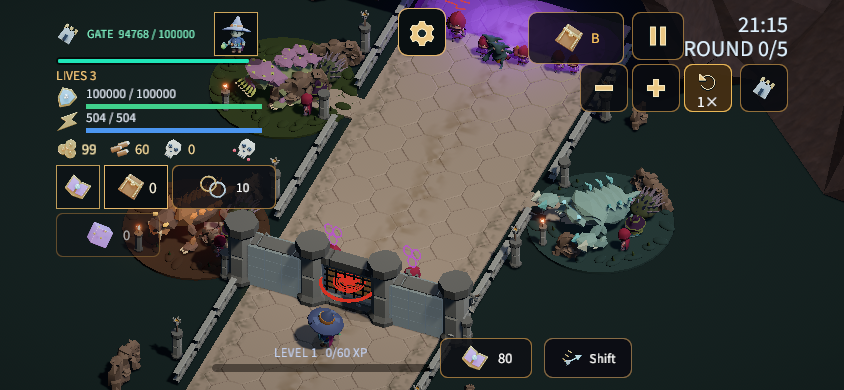 GATE 94768 / 100000
LIVES 3
100000 / 100000
504 / 504
99 60 0
0 10
0
B
21:15
ROUND 0/5
1×
LEVEL 1 0/60 XP
80
Shift